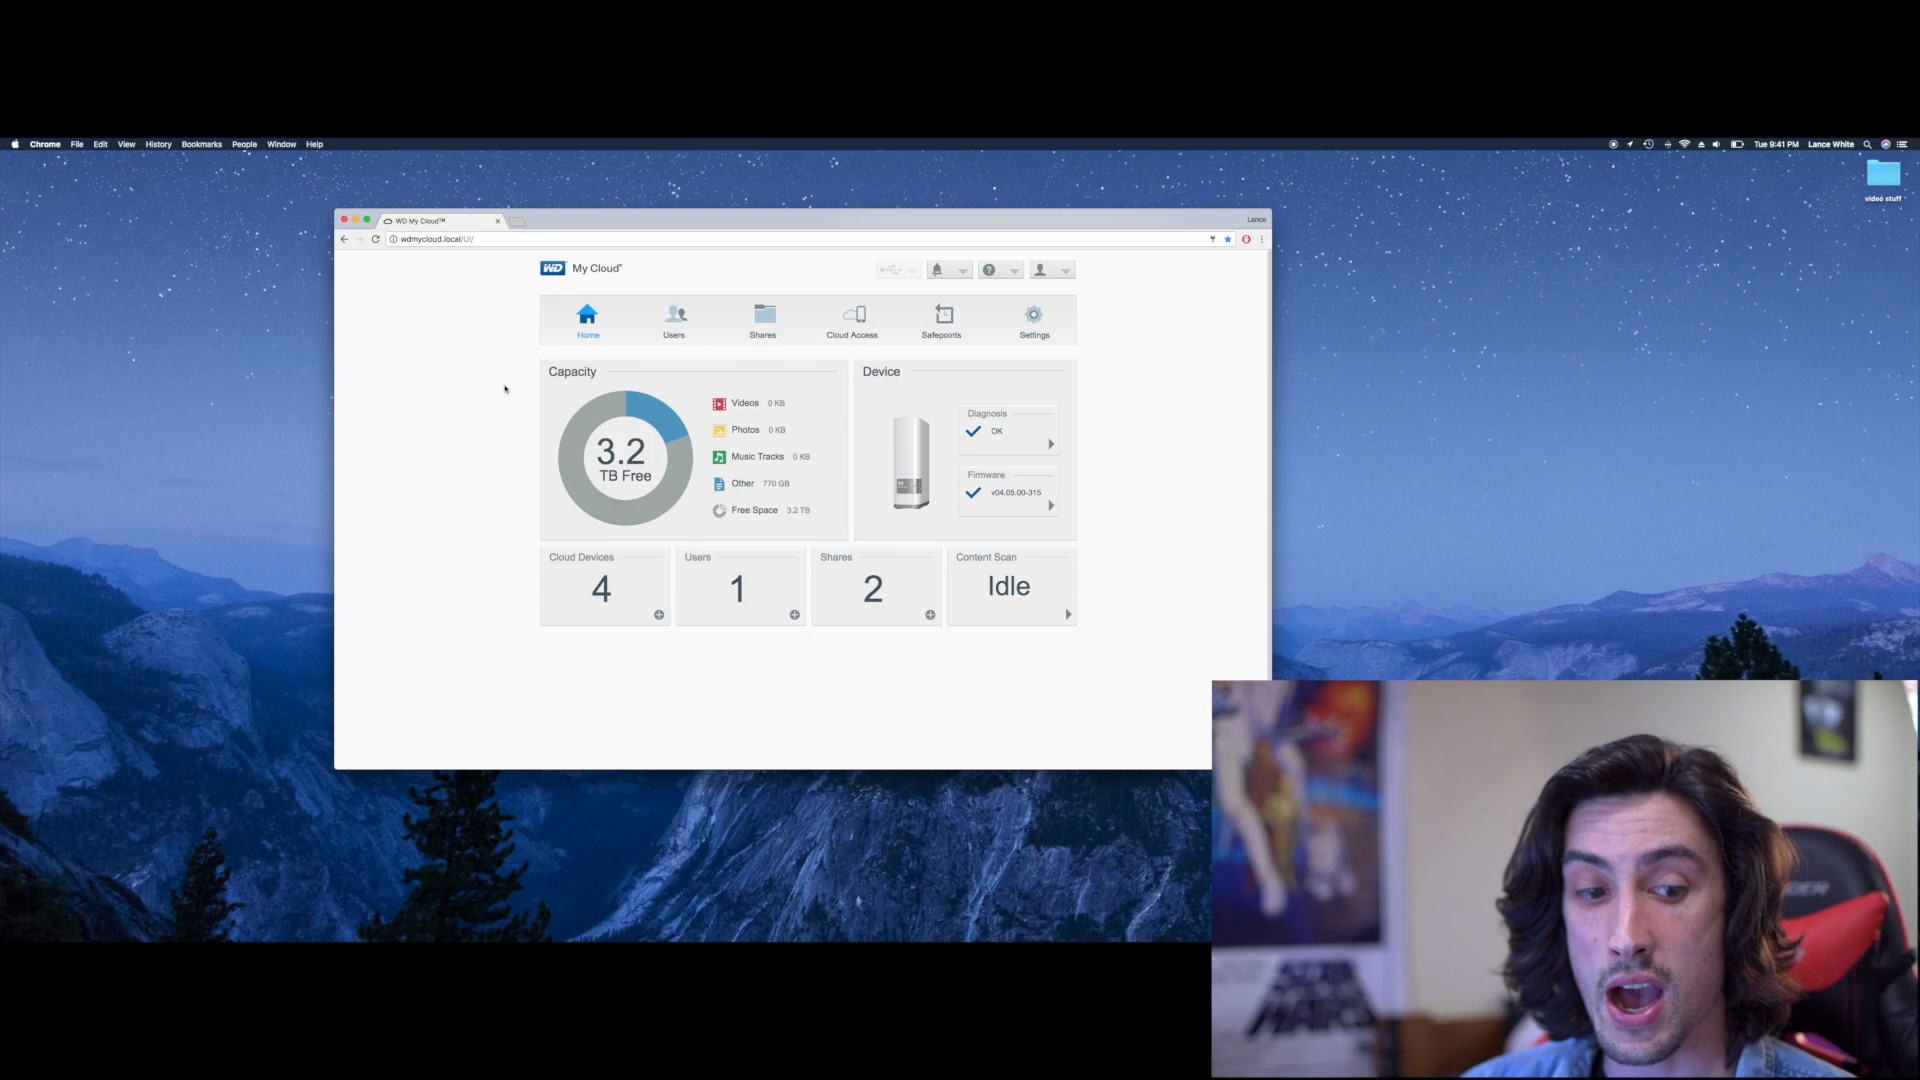 Chrome File Edit View History Bookmarks People Window Help
Tue 9:41 PM Lance White
video stuff
WD My Cloud™
Lance
wdmycloud.local/UI/
WD My Cloud®
Home Users Shares Cloud Access Safepoints Settings
Capacity
3.2
TB Free
Videos 0 KB
Photos 0 KB
Music Tracks 0 KB
Other 770 GB
Free Space 3.2 TB
Device
Diagnosis
OK
Firmware
v04.05.00-315
Cloud Devices
4
Users
1
Shares
2
Content Scan
Idle
STAR
WARS